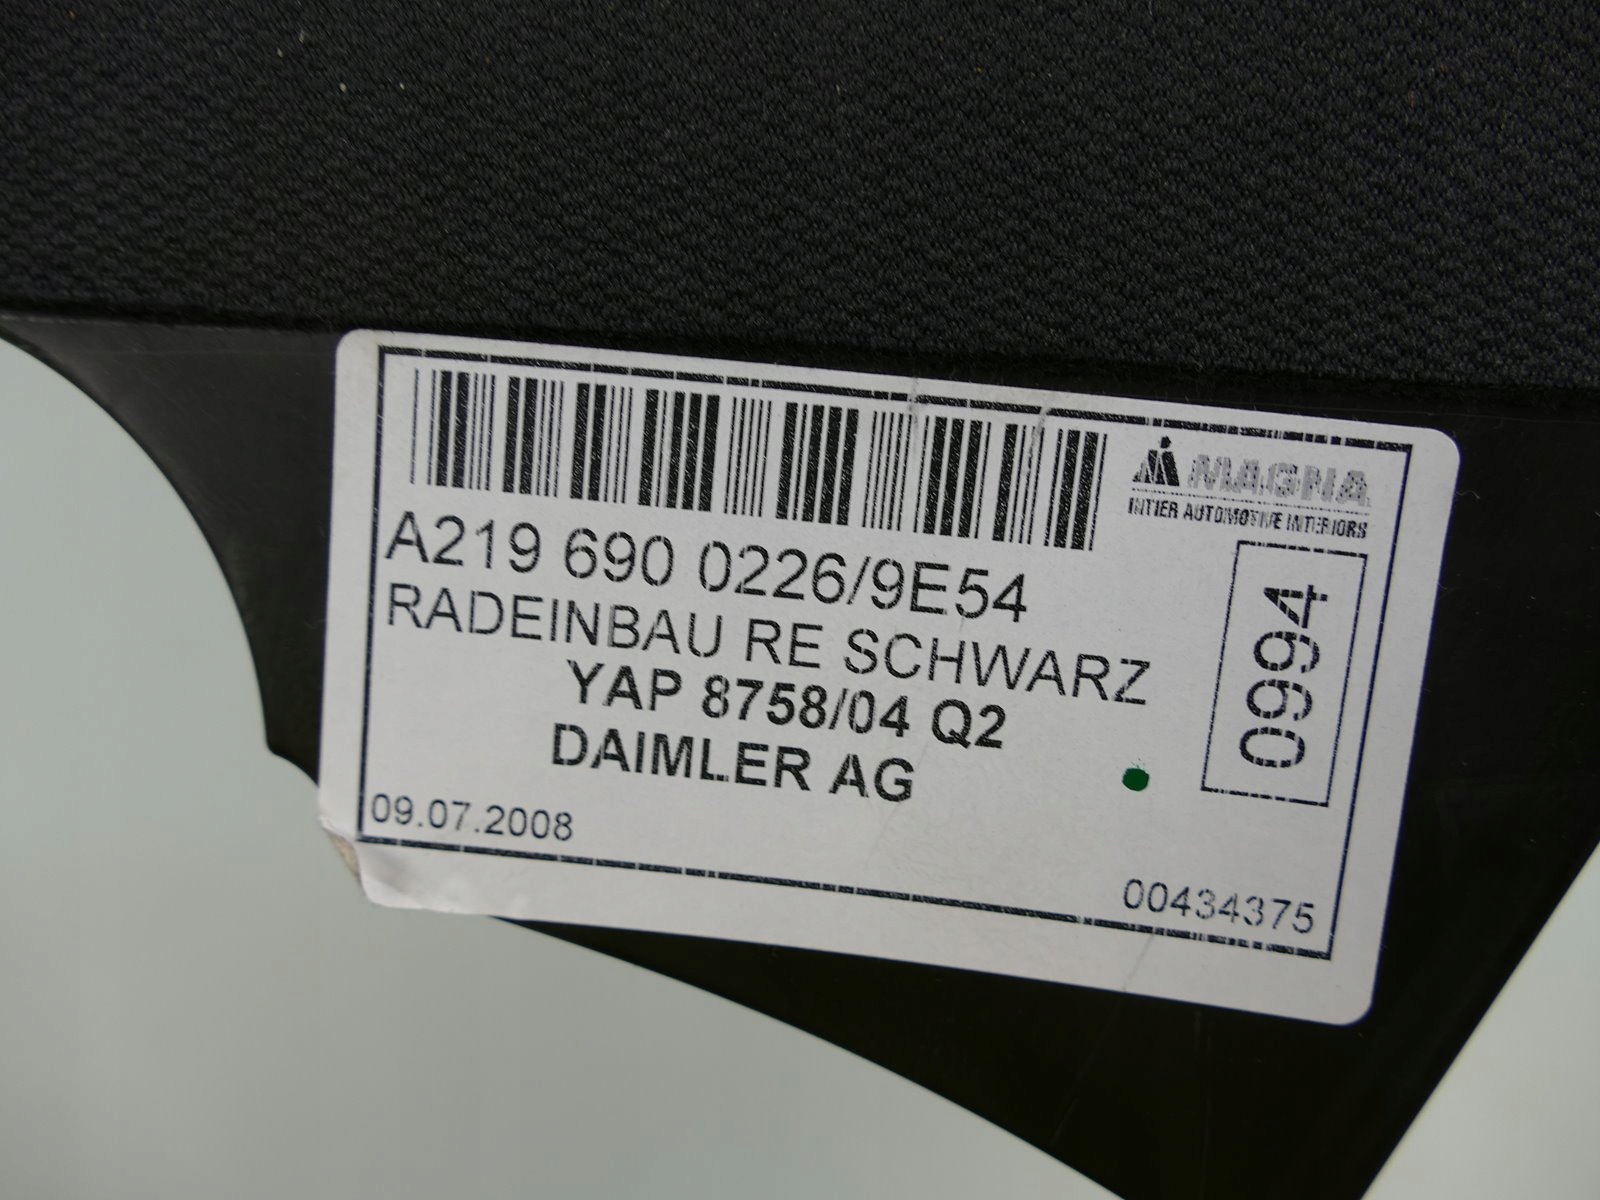 MAGNA
INTIER AUTOMOTIVE INTERIORS
A219 690 0226/9E54
RADEINBAU RE SCHWARZ
YAP 8758/04 Q2
DAIMLER AG
0994
09.07.2008
00434375